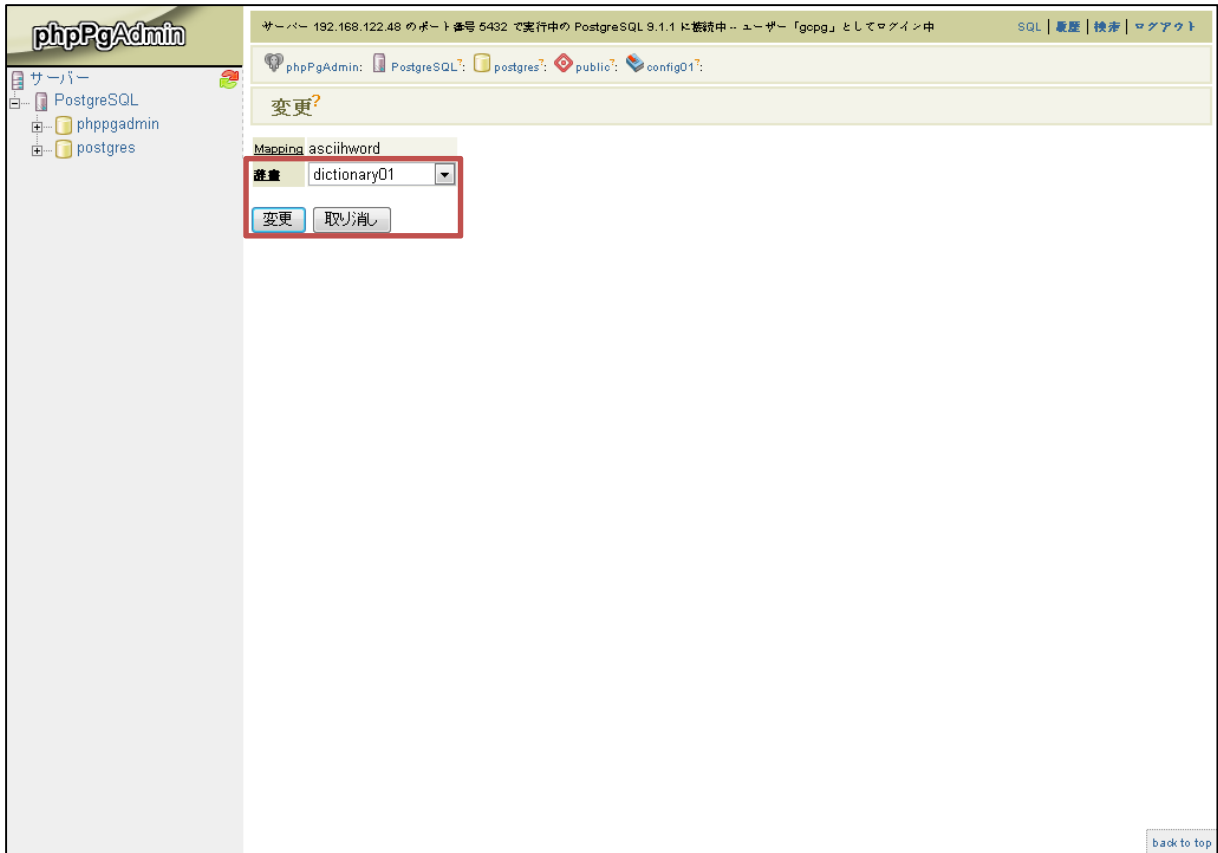 phpPgAdmin
サーバー
PostgreSQL
phppgadmin
postgres
サーバー 192.168.122.48 のポート番号 5432 で実行中の PostgreSQL 9.1.1 に接続中 -- ユーザー「gopg」としてログイン中
SQL | 履歴 | 検索 | ログアウト
phpPgAdmin: PostgreSQL?: postgres?: public?: config01?:
変更?
Mapping asciihword
辞書 dictionary01
変更 取り消し
back to top